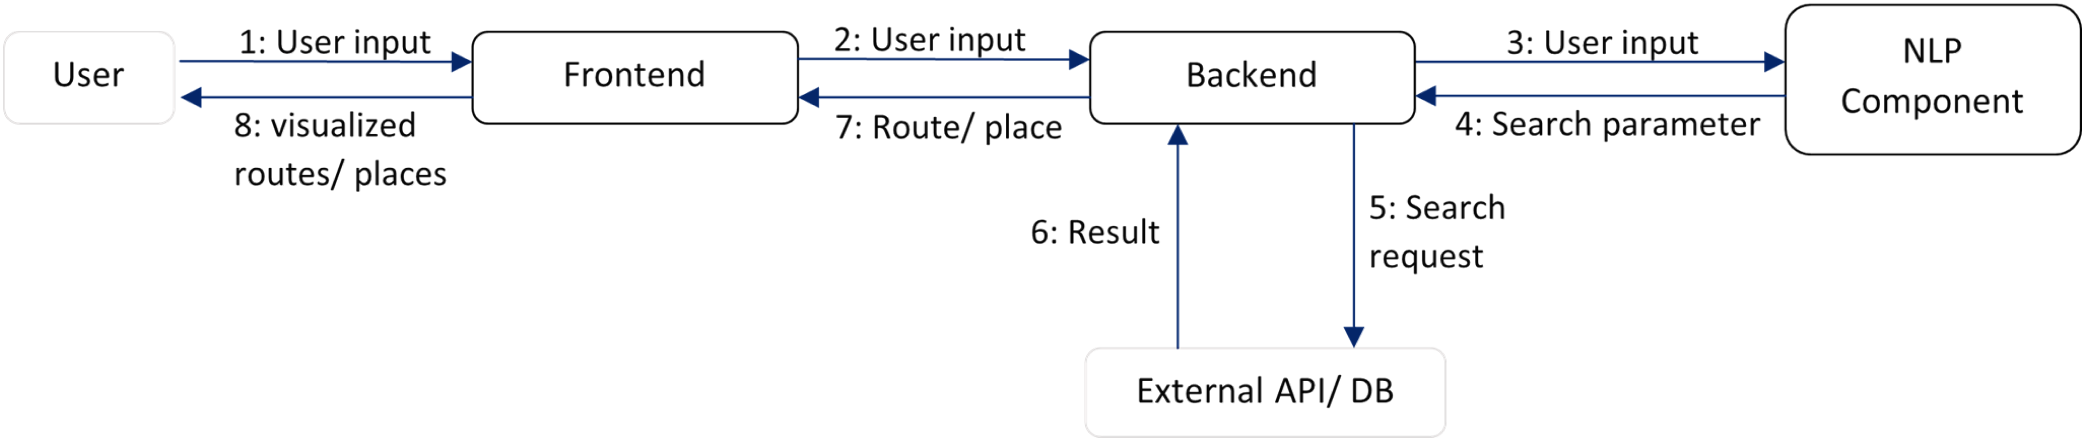 User
1: User input
8: visualized
routes/ places
Frontend
2: User input
7: Route/ place
Backend
3: User input
4: Search parameter
NLP
Component
6: Result
5: Search
request
External API/ DB